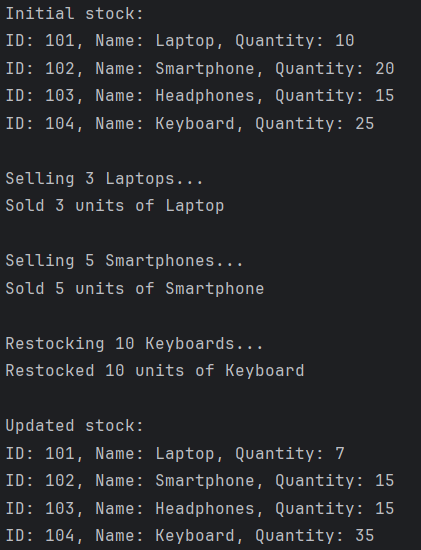 Initial stock:
ID: 101, Name: Laptop, Quantity: 10
ID: 102, Name: Smartphone, Quantity: 20
ID: 103, Name: Headphones, Quantity: 15
ID: 104, Name: Keyboard, Quantity: 25
Selling 3 Laptops...
Sold 3 units of Laptop
Selling 5 Smartphones...
Sold 5 units of Smartphone
Restocking 10 Keyboards...
Restocked 10 units of Keyboard
Updated stock:
ID: 101, Name: Laptop, Quantity: 7
ID: 102, Name: Smartphone, Quantity: 15
ID: 103, Name: Headphones, Quantity: 15
ID: 104, Name: Keyboard, Quantity: 35